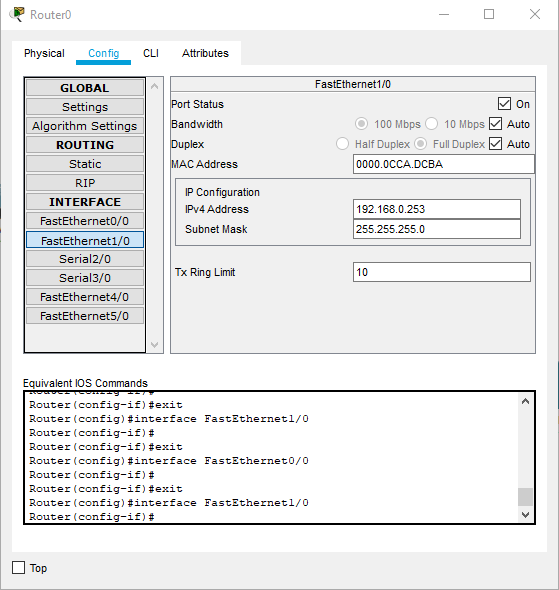 Router0
Physical Config CLI Attributes
GLOBAL
Settings
Algorithm Settings
ROUTING
Static
RIP
INTERFACE
FastEthernet0/0
FastEthernet1/0
Serial2/0
Serial3/0
FastEthernet4/0
FastEthernet5/0
FastEthernet1/0
Port Status On
Bandwidth 100 Mbps 10 Mbps Auto
Duplex Half Duplex Full Duplex Auto
MAC Address 0000.0CCA.DCBA
IP Configuration
IPv4 Address 192.168.0.253
Subnet Mask 255.255.255.0
Tx Ring Limit 10
Equivalent IOS Commands
Router(config-if)#
Router(config-if)#exit
Router(config)#interface FastEthernet1/0
Router(config-if)#
Router(config-if)#exit
Router(config)#interface FastEthernet0/0
Router(config-if)#
Router(config-if)#exit
Router(config)#interface FastEthernet1/0
Router(config-if)#
Top